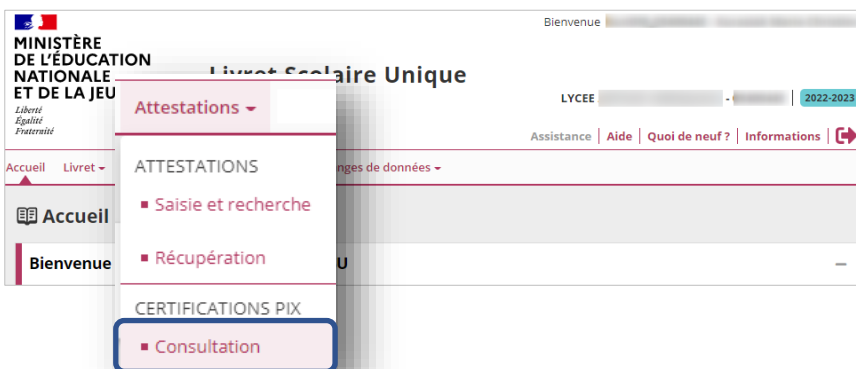 Bienvenue
MINISTÈRE
DE L'ÉDUCATION
NATIONALE
ET DE LA JEU
Liberté
Égalité
Fraternité
Livret Scolaire Unique
LYCEE - 2022-2023
Assistance | Aide | Quoi de neuf ? | Informations
Accueil Livret nges de données
Accueil
Bienvenue U
Attestations
ATTESTATIONS
Saisie et recherche
Récupération
CERTIFICATIONS PIX
Consultation